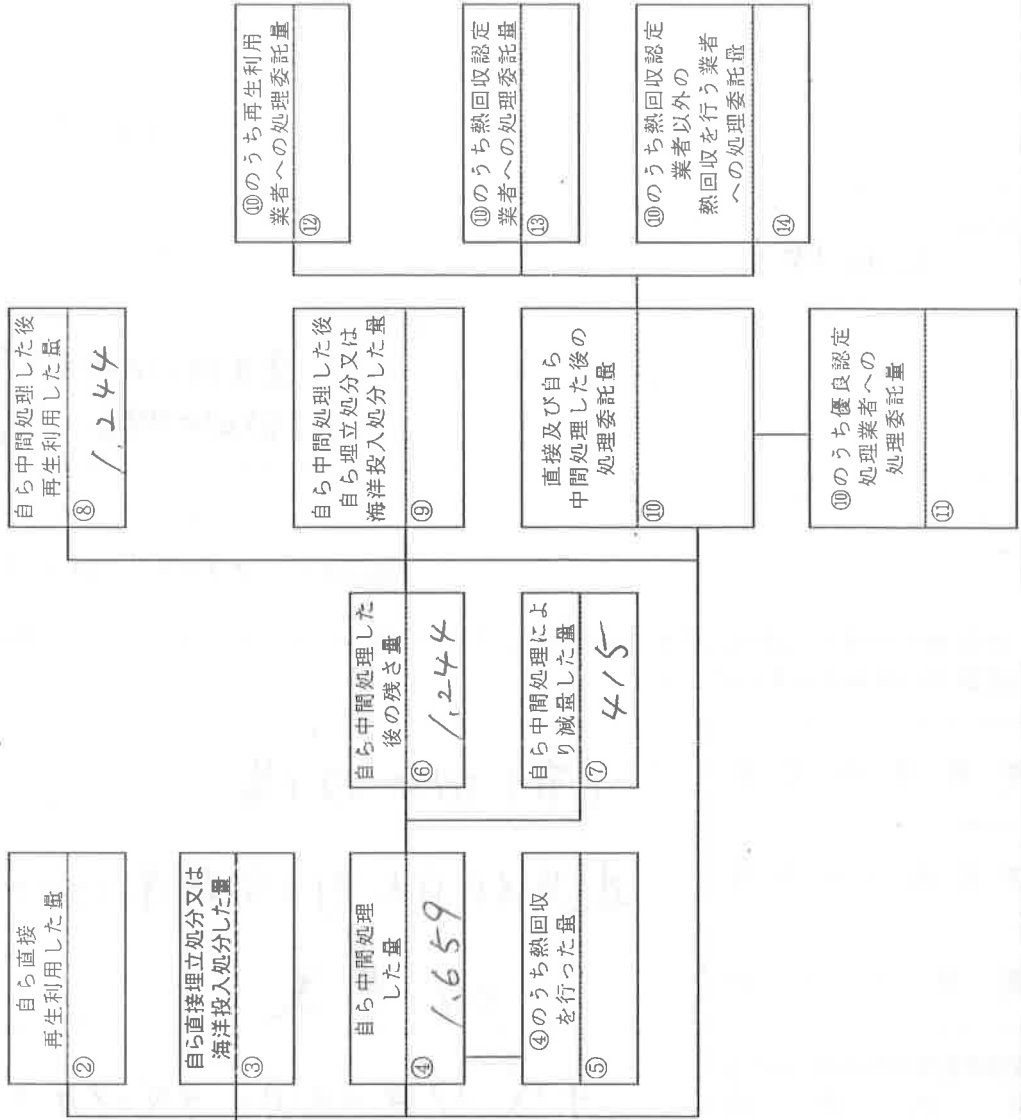 自ら直接
再生利用した量
②
自ら直接埋立処分又は
海洋投入処分した量
③
自ら中間処理
した量
④
1,659
④のうち熱回収
を行った量
⑤
自ら中間処理した
後の残さ量
⑥
1,244
自ら中間処理によ
り減量した量
⑦
415
自ら中間処理した後
再生利用した量
⑧
1,244
自ら中間処理した後
自ら埋立処分又は
海洋投入処分した量
⑨
直接及び自ら
中間処理した後の
処理委託量
⑩
⑩のうち優良認定
処理業者への
処理委託量
⑪
⑩のうち再生利用
業者への処理委託量
⑫
⑩のうち熱回収認定
業者への処理委託量
⑬
⑩のうち熱回収認定
業者以外の
熱回収を行う業者
への処理委託量
⑭